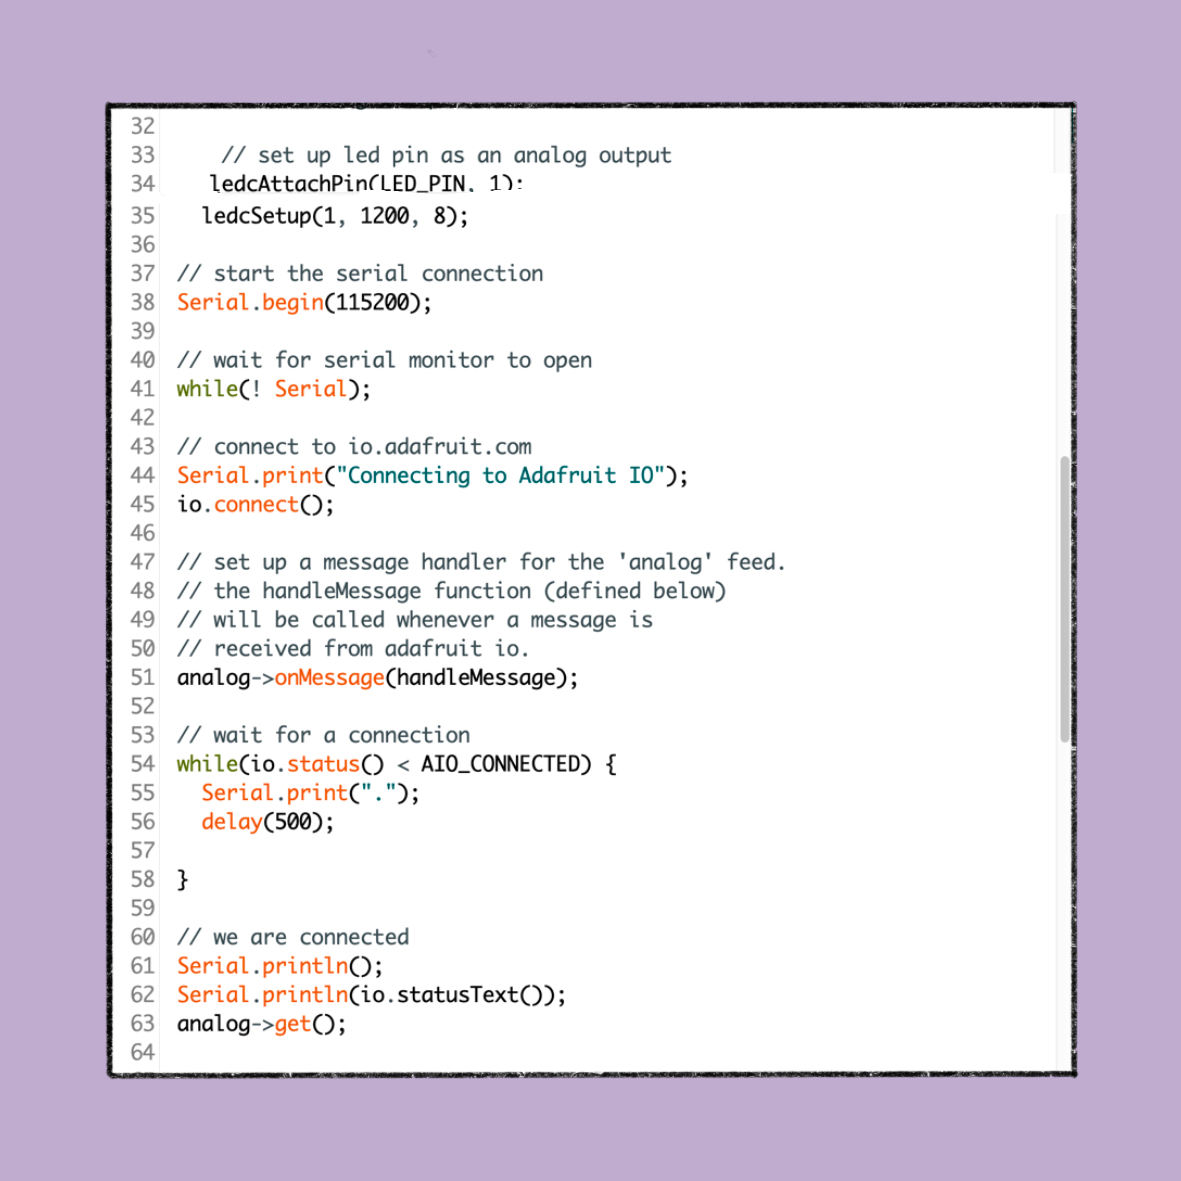 32
33 // set up led pin as an analog output
34 ledcAttachPin(LED_PIN, 1);
35 ledcSetup(1, 1200, 8);
36
37 // start the serial connection
38 Serial.begin(115200);
39
40 // wait for serial monitor to open
41 while(! Serial);
42
43 // connect to io.adafruit.com
44 Serial.print("Connecting to Adafruit IO");
45 io.connect();
46
47 // set up a message handler for the 'analog' feed.
48 // the handleMessage function (defined below)
49 // will be called whenever a message is
50 // received from adafruit io.
51 analog->onMessage(handleMessage);
52
53 // wait for a connection
54 while(io.status() < AIO_CONNECTED) {
55 Serial.print(".");
56 delay(500);
57
58 }
59
60 // we are connected
61 Serial.println();
62 Serial.println(io.statusText());
63 analog->get();
64